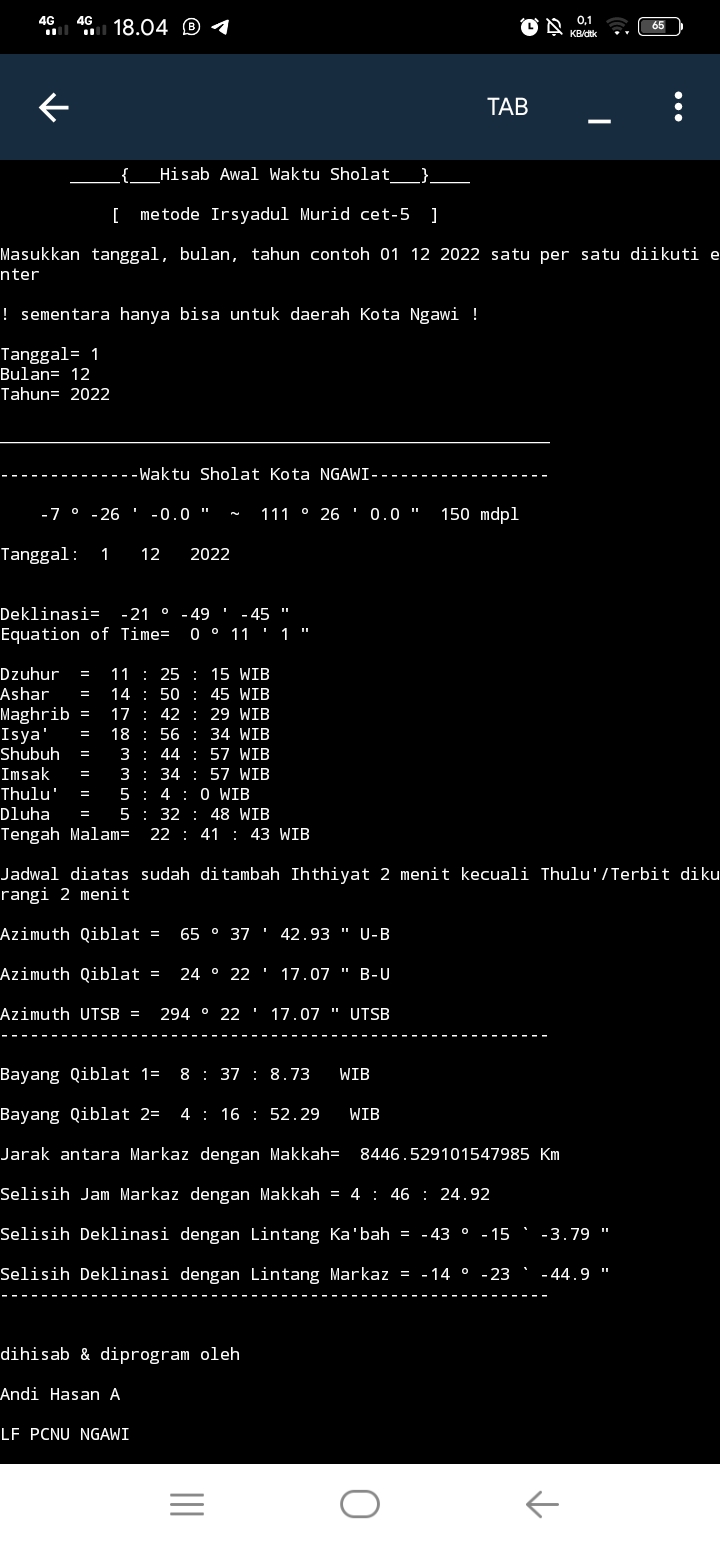 4G 4G 18.04 0,1 KB/dtk 65
TAB _
_____{___Hisab Awal Waktu Sholat___}____
[  metode Irsyadul Murid cet-5  ]
Masukkan tanggal, bulan, tahun contoh 01 12 2022 satu per satu diikuti e
nter
! sementara hanya bisa untuk daerah Kota Ngawi !
Tanggal= 1
Bulan= 12
Tahun= 2022
_______________________________________________________
--------------Waktu Sholat Kota NGAWI------------------
-7 ° -26 ' -0.0 "  ~  111 ° 26 ' 0.0 "  150 mdpl
Tanggal:  1   12   2022
Deklinasi=  -21 ° -49 ' -45 "
Equation of Time=  0 ° 11 ' 1 "
Dzuhur  =  11 : 25 : 15 WIB
Ashar   =  14 : 50 : 45 WIB
Maghrib =  17 : 42 : 29 WIB
Isya'   =  18 : 56 : 34 WIB
Shubuh  =   3 : 44 : 57 WIB
Imsak   =   3 : 34 : 57 WIB
Thulu'  =   5 : 4 : 0 WIB
Dluha   =   5 : 32 : 48 WIB
Tengah Malam=  22 : 41 : 43 WIB
Jadwal diatas sudah ditambah Ihthiyat 2 menit kecuali Thulu'/Terbit diku
rangi 2 menit
Azimuth Qiblat =  65 ° 37 ' 42.93 " U-B
Azimuth Qiblat =  24 ° 22 ' 17.07 " B-U
Azimuth UTSB =  294 ° 22 ' 17.07 " UTSB
-------------------------------------------------------
Bayang Qiblat 1=  8 : 37 : 8.73   WIB
Bayang Qiblat 2=  4 : 16 : 52.29   WIB
Jarak antara Markaz dengan Makkah=  8446.529101547985 Km
Selisih Jam Markaz dengan Makkah = 4 : 46 : 24.92
Selisih Deklinasi dengan Lintang Ka'bah = -43 ° -15 ` -3.79 "
Selisih Deklinasi dengan Lintang Markaz = -14 ° -23 ` -44.9 "
-------------------------------------------------------
dihisab & diprogram oleh
Andi Hasan A
LF PCNU NGAWI